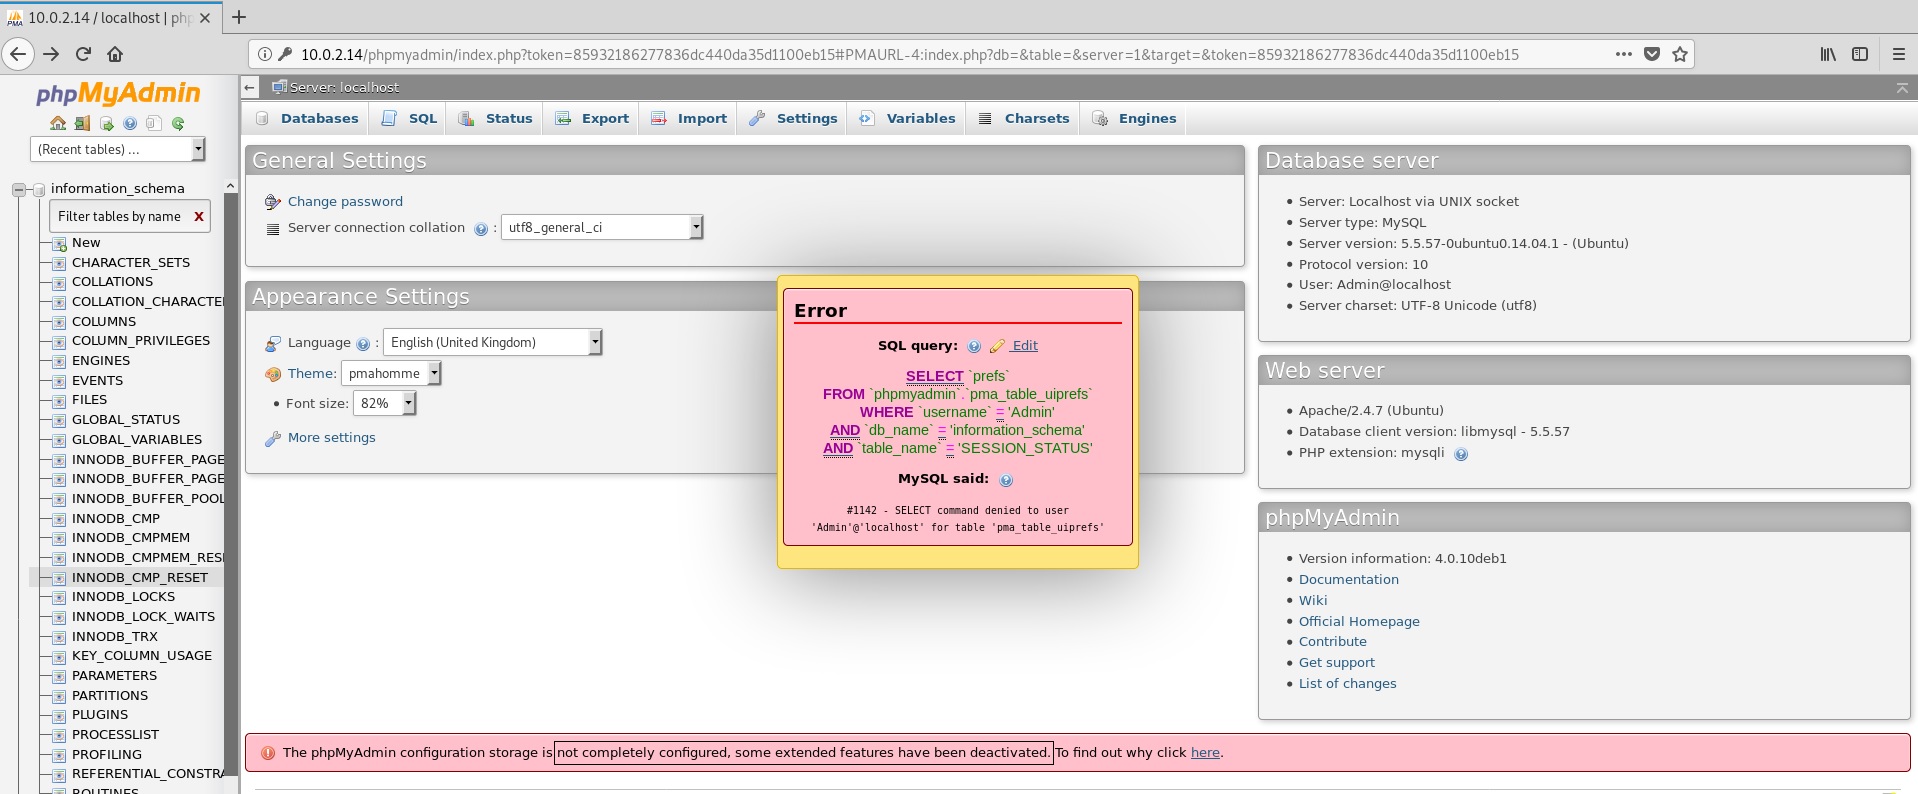 10.0.2.14 / localhost | php
10.0.2.14/phpmyadmin/index.php?token=85932186277836dc440da35d1100eb15#PMAURL-4:index.php?db=&table=&server=1&target=&token=85932186277836dc440da35d1100eb15
phpMyAdmin
(Recent tables) ...
information_schema
Filter tables by name X
New
CHARACTER_SETS
COLLATIONS
COLLATION_CHARACTE
COLUMNS
COLUMN_PRIVILEGES
ENGINES
EVENTS
FILES
GLOBAL_STATUS
GLOBAL_VARIABLES
INNODB_BUFFER_PAGE
INNODB_BUFFER_PAGE
INNODB_BUFFER_POOL
INNODB_CMP
INNODB_CMPMEM
INNODB_CMPMEM_RES
INNODB_CMP_RESET
INNODB_LOCKS
INNODB_LOCK_WAITS
INNODB_TRX
KEY_COLUMN_USAGE
PARAMETERS
PARTITIONS
PLUGINS
PROCESSLIST
PROFILING
REFERENTIAL_CONSTRA
ROUTINES
Server: localhost
Databases SQL Status Export Import Settings Variables Charsets Engines
General Settings
Change password
Server connection collation : utf8_general_ci
Appearance Settings
Language : English (United Kingdom)
Theme: pmahomme
• Font size: 82%
More settings
Error
SQL query: Edit
SELECT `prefs`
FROM `phpmyadmin`.`pma_table_uiprefs`
WHERE `username` = 'Admin'
AND `db_name` = 'information_schema'
AND `table_name` = 'SESSION_STATUS'
MySQL said:
#1142 - SELECT command denied to user
'Admin'@'localhost' for table 'pma_table_uiprefs'
Database server
• Server: Localhost via UNIX socket
• Server type: MySQL
• Server version: 5.5.57-0ubuntu0.14.04.1 - (Ubuntu)
• Protocol version: 10
• User: Admin@localhost
• Server charset: UTF-8 Unicode (utf8)
Web server
• Apache/2.4.7 (Ubuntu)
• Database client version: libmysql - 5.5.57
• PHP extension: mysqli
phpMyAdmin
• Version information: 4.0.10deb1
• Documentation
• Wiki
• Official Homepage
• Contribute
• Get support
• List of changes
The phpMyAdmin configuration storage is not completely configured, some extended features have been deactivated. To find out why click here.